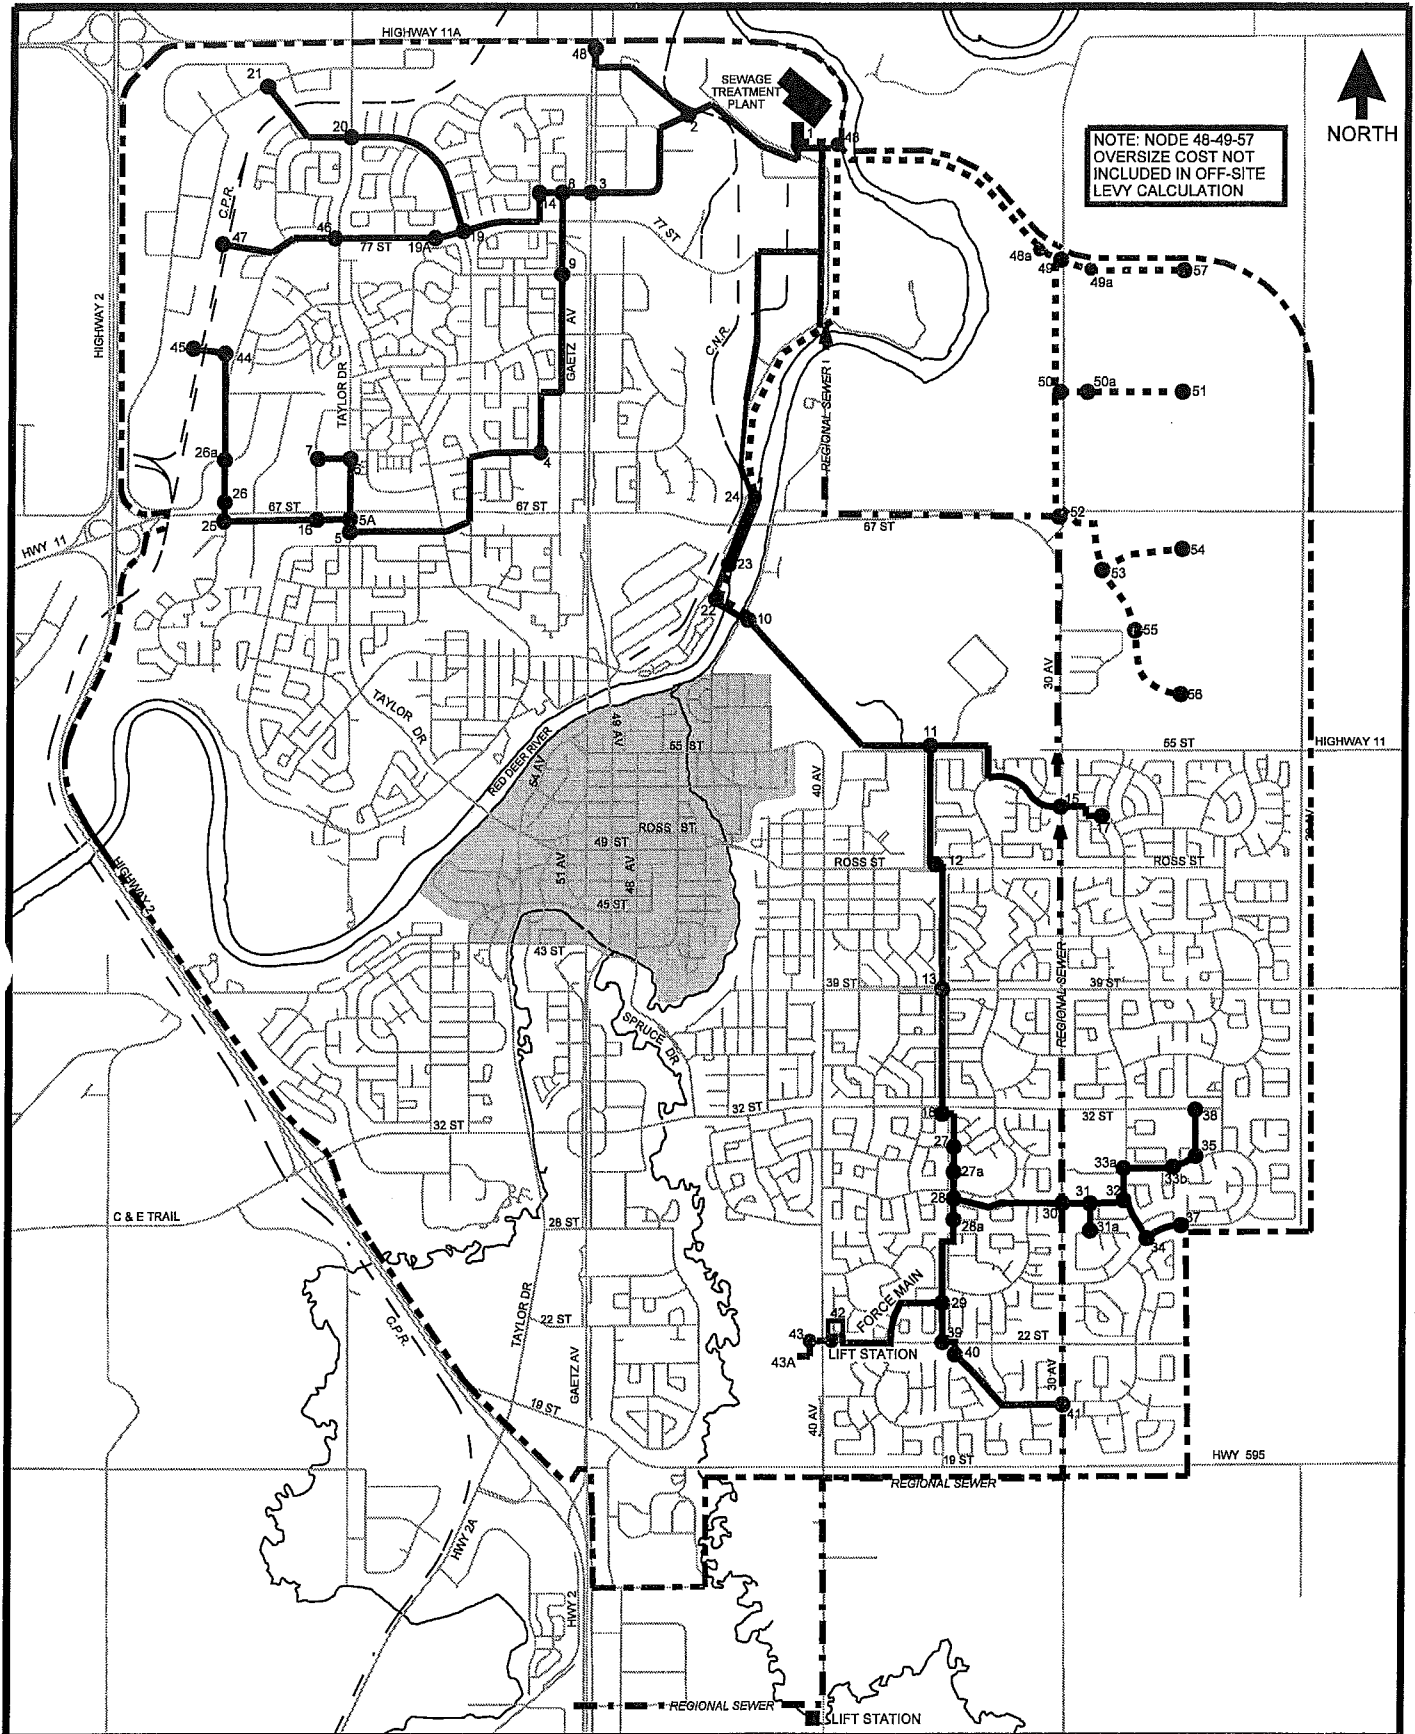 HIGHWAY 11A
48
21
SEWAGE
TREATMENT
PLANT
NORTH
2
20
1
48
NOTE: NODE 48-49-57
OVERSIZE COST NOT
INCLUDED IN OFF-SITE
LEVY CALCULATION
C.P.R.
14
8
3
47
46
77 ST
19A
19
77 ST
48a
49
49a
57
9
HIGHWAY 2
GAETZ AV
C.N.R.
45
44
TAYLOR DR
REGIONAL SEWER
50
50a
51
26a
7
6
4
26
24
25
67 ST
16
5A
5
67 ST
67 ST
52
HWY 11
54
53
23
22
10
55
30 AV
56
TAYLOR DR
49 AV
RED DEER RIVER
54 AV
55 ST
11
55 ST
HIGHWAY 11
40 AV
15
17
ROSS ST
49 ST
51 AV
48 AV
45 ST
ROSS ST
12
ROSS ST
20 AV
HIGHWAY 2
43 ST
39 ST
13
39 ST
REGIONAL SEWER
SPRUCE DR
32 ST
32 ST
18
32 ST
38
27
27a
33a
33b
35
28
28a
30
31
31a
32
34
37
C & E TRAIL
28 ST
FORCE MAIN
29
TAYLOR DR
22 ST
C.P.R.
42
43
43A
LIFT STATION
39
40
22 ST
GAETZ AV
30 AV
41
19 ST
40 AV
19 ST
HWY 595
REGIONAL SEWER
HWY 2A
HWY 2
REGIONAL SEWER
LIFT STATION